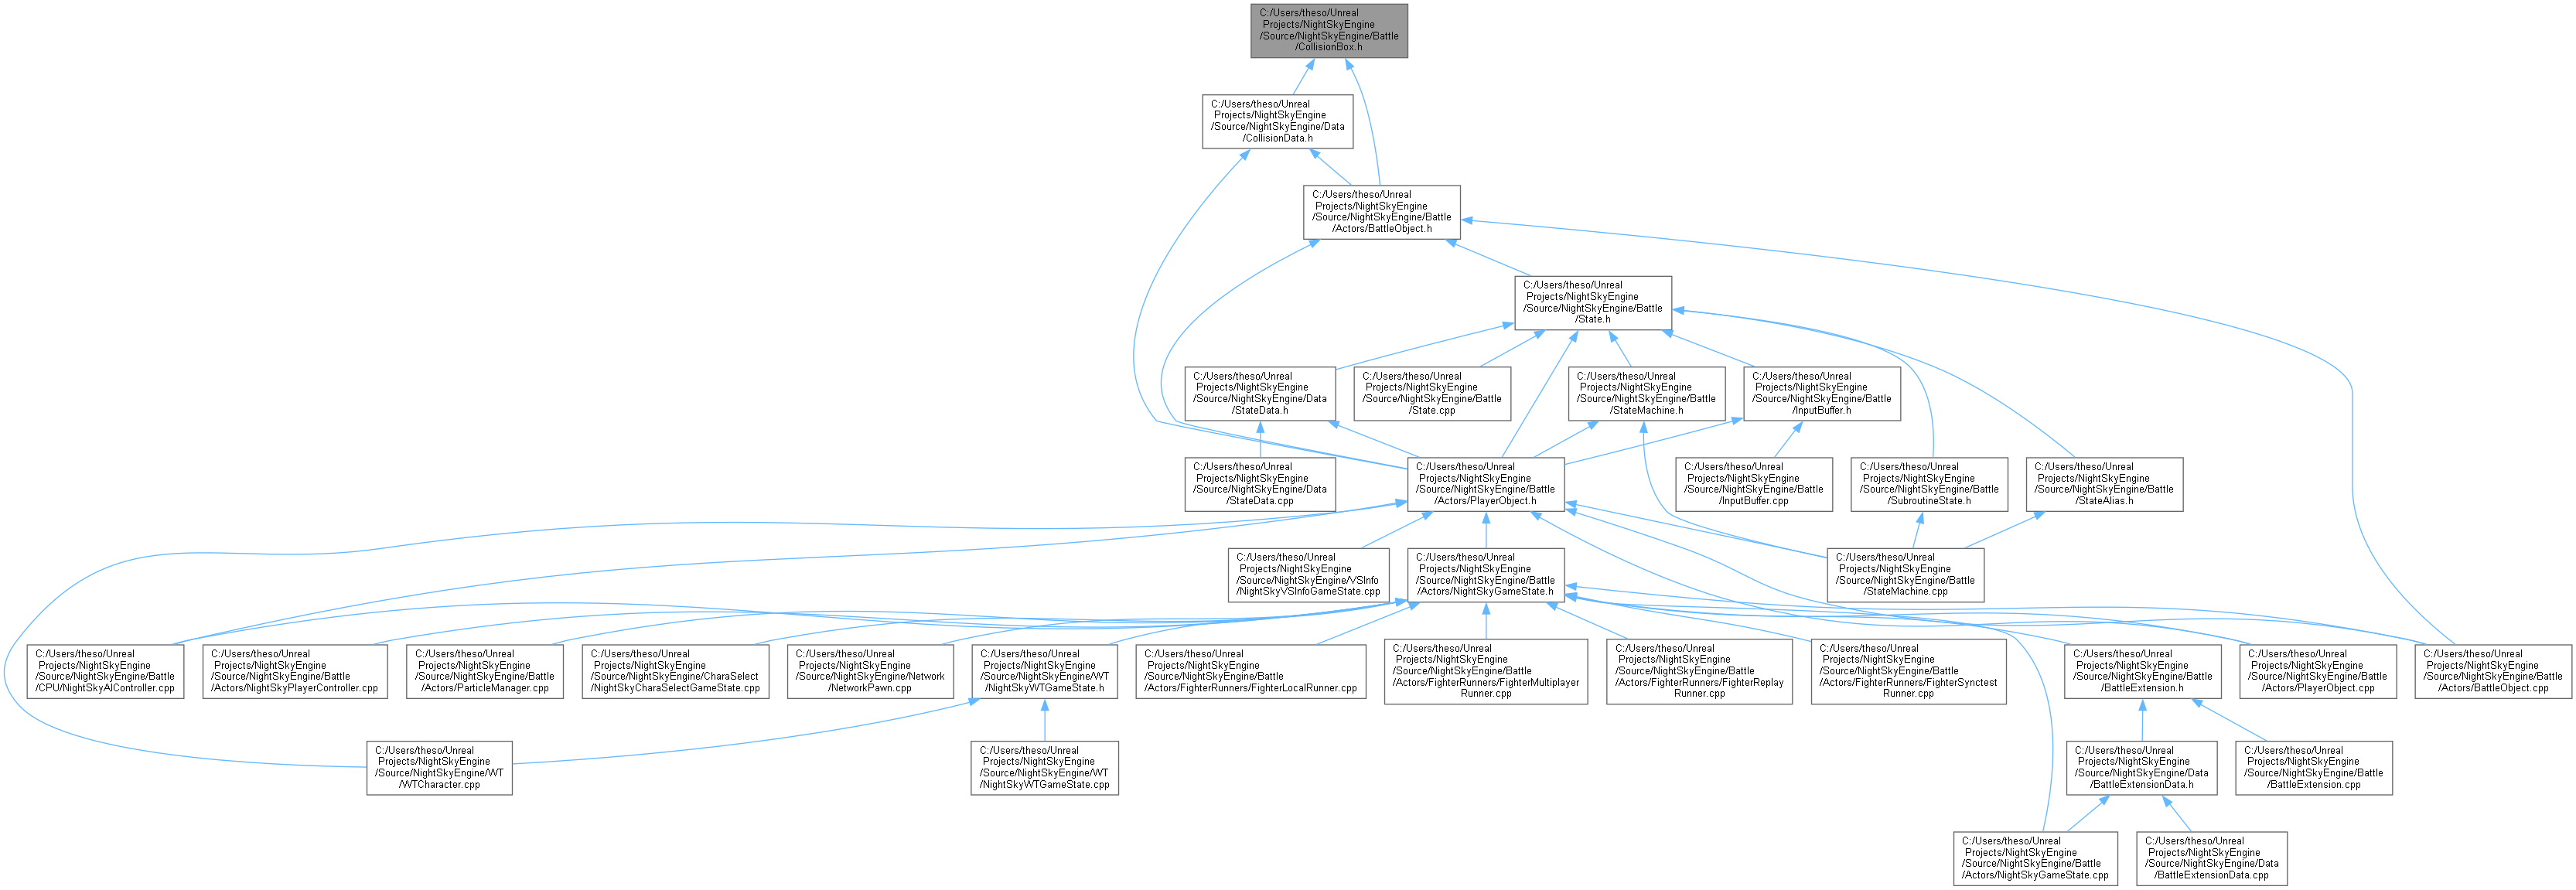 C:/Users/theso/Unreal
Projects/NightSkyEngine
/Source/NightSkyEngine/Battle
/CollisionBox.h
C:/Users/theso/Unreal
Projects/NightSkyEngine
/Source/NightSkyEngine/Data
/CollisionData.h
C:/Users/theso/Unreal
Projects/NightSkyEngine
/Source/NightSkyEngine/Battle
/Actors/BattleObject.h
C:/Users/theso/Unreal
Projects/NightSkyEngine
/Source/NightSkyEngine/Battle
/State.h
C:/Users/theso/Unreal
Projects/NightSkyEngine
/Source/NightSkyEngine/Data
/StateData.h
C:/Users/theso/Unreal
Projects/NightSkyEngine
/Source/NightSkyEngine/Battle
/State.cpp
C:/Users/theso/Unreal
Projects/NightSkyEngine
/Source/NightSkyEngine/Battle
/StateMachine.h
C:/Users/theso/Unreal
Projects/NightSkyEngine
/Source/NightSkyEngine/Battle
/InputBuffer.h
C:/Users/theso/Unreal
Projects/NightSkyEngine
/Source/NightSkyEngine/Data
/StateData.cpp
C:/Users/theso/Unreal
Projects/NightSkyEngine
/Source/NightSkyEngine/Battle
/Actors/PlayerObject.h
C:/Users/theso/Unreal
Projects/NightSkyEngine
/Source/NightSkyEngine/Battle
/InputBuffer.cpp
C:/Users/theso/Unreal
Projects/NightSkyEngine
/Source/NightSkyEngine/Battle
/SubroutineState.h
C:/Users/theso/Unreal
Projects/NightSkyEngine
/Source/NightSkyEngine/Battle
/StateAlias.h
C:/Users/theso/Unreal
Projects/NightSkyEngine
/Source/NightSkyEngine/VSInfo
/NightSkyVSInfoGameState.cpp
C:/Users/theso/Unreal
Projects/NightSkyEngine
/Source/NightSkyEngine/Battle
/Actors/NightSkyGameState.h
C:/Users/theso/Unreal
Projects/NightSkyEngine
/Source/NightSkyEngine/Battle
/StateMachine.cpp
C:/Users/theso/Unreal
Projects/NightSkyEngine
/Source/NightSkyEngine/Battle
/CPU/NightSkyAIController.cpp
C:/Users/theso/Unreal
Projects/NightSkyEngine
/Source/NightSkyEngine/Battle
/Actors/NightSkyPlayerController.cpp
C:/Users/theso/Unreal
Projects/NightSkyEngine
/Source/NightSkyEngine/Battle
/Actors/ParticleManager.cpp
C:/Users/theso/Unreal
Projects/NightSkyEngine
/Source/NightSkyEngine/CharaSelect
/NightSkyCharaSelectGameState.cpp
C:/Users/theso/Unreal
Projects/NightSkyEngine
/Source/NightSkyEngine/Network
/NetworkPawn.cpp
C:/Users/theso/Unreal
Projects/NightSkyEngine
/Source/NightSkyEngine/WT
/NightSkyWTGameState.h
C:/Users/theso/Unreal
Projects/NightSkyEngine
/Source/NightSkyEngine/Battle
/Actors/FighterRunners/FighterLocalRunner.cpp
C:/Users/theso/Unreal
Projects/NightSkyEngine
/Source/NightSkyEngine/Battle
/Actors/FighterRunners/FighterMultiplayer
Runner.cpp
C:/Users/theso/Unreal
Projects/NightSkyEngine
/Source/NightSkyEngine/Battle
/Actors/FighterRunners/FighterReplay
Runner.cpp
C:/Users/theso/Unreal
Projects/NightSkyEngine
/Source/NightSkyEngine/Battle
/Actors/FighterRunners/FighterSynctest
Runner.cpp
C:/Users/theso/Unreal
Projects/NightSkyEngine
/Source/NightSkyEngine/Battle
/BattleExtension.h
C:/Users/theso/Unreal
Projects/NightSkyEngine
/Source/NightSkyEngine/Battle
/Actors/PlayerObject.cpp
C:/Users/theso/Unreal
Projects/NightSkyEngine
/Source/NightSkyEngine/Battle
/Actors/BattleObject.cpp
C:/Users/theso/Unreal
Projects/NightSkyEngine
/Source/NightSkyEngine/WT
/WTCharacter.cpp
C:/Users/theso/Unreal
Projects/NightSkyEngine
/Source/NightSkyEngine/WT
/NightSkyWTGameState.cpp
C:/Users/theso/Unreal
Projects/NightSkyEngine
/Source/NightSkyEngine/Data
/BattleExtensionData.h
C:/Users/theso/Unreal
Projects/NightSkyEngine
/Source/NightSkyEngine/Battle
/BattleExtension.cpp
C:/Users/theso/Unreal
Projects/NightSkyEngine
/Source/NightSkyEngine/Battle
/Actors/NightSkyGameState.cpp
C:/Users/theso/Unreal
Projects/NightSkyEngine
/Source/NightSkyEngine/Data
/BattleExtensionData.cpp